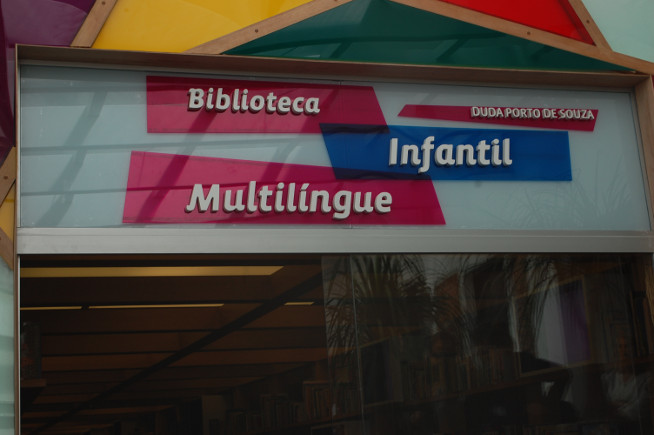 Biblioteca
DUDA PORTO DE SOUZA
Infantil
Multilíngue